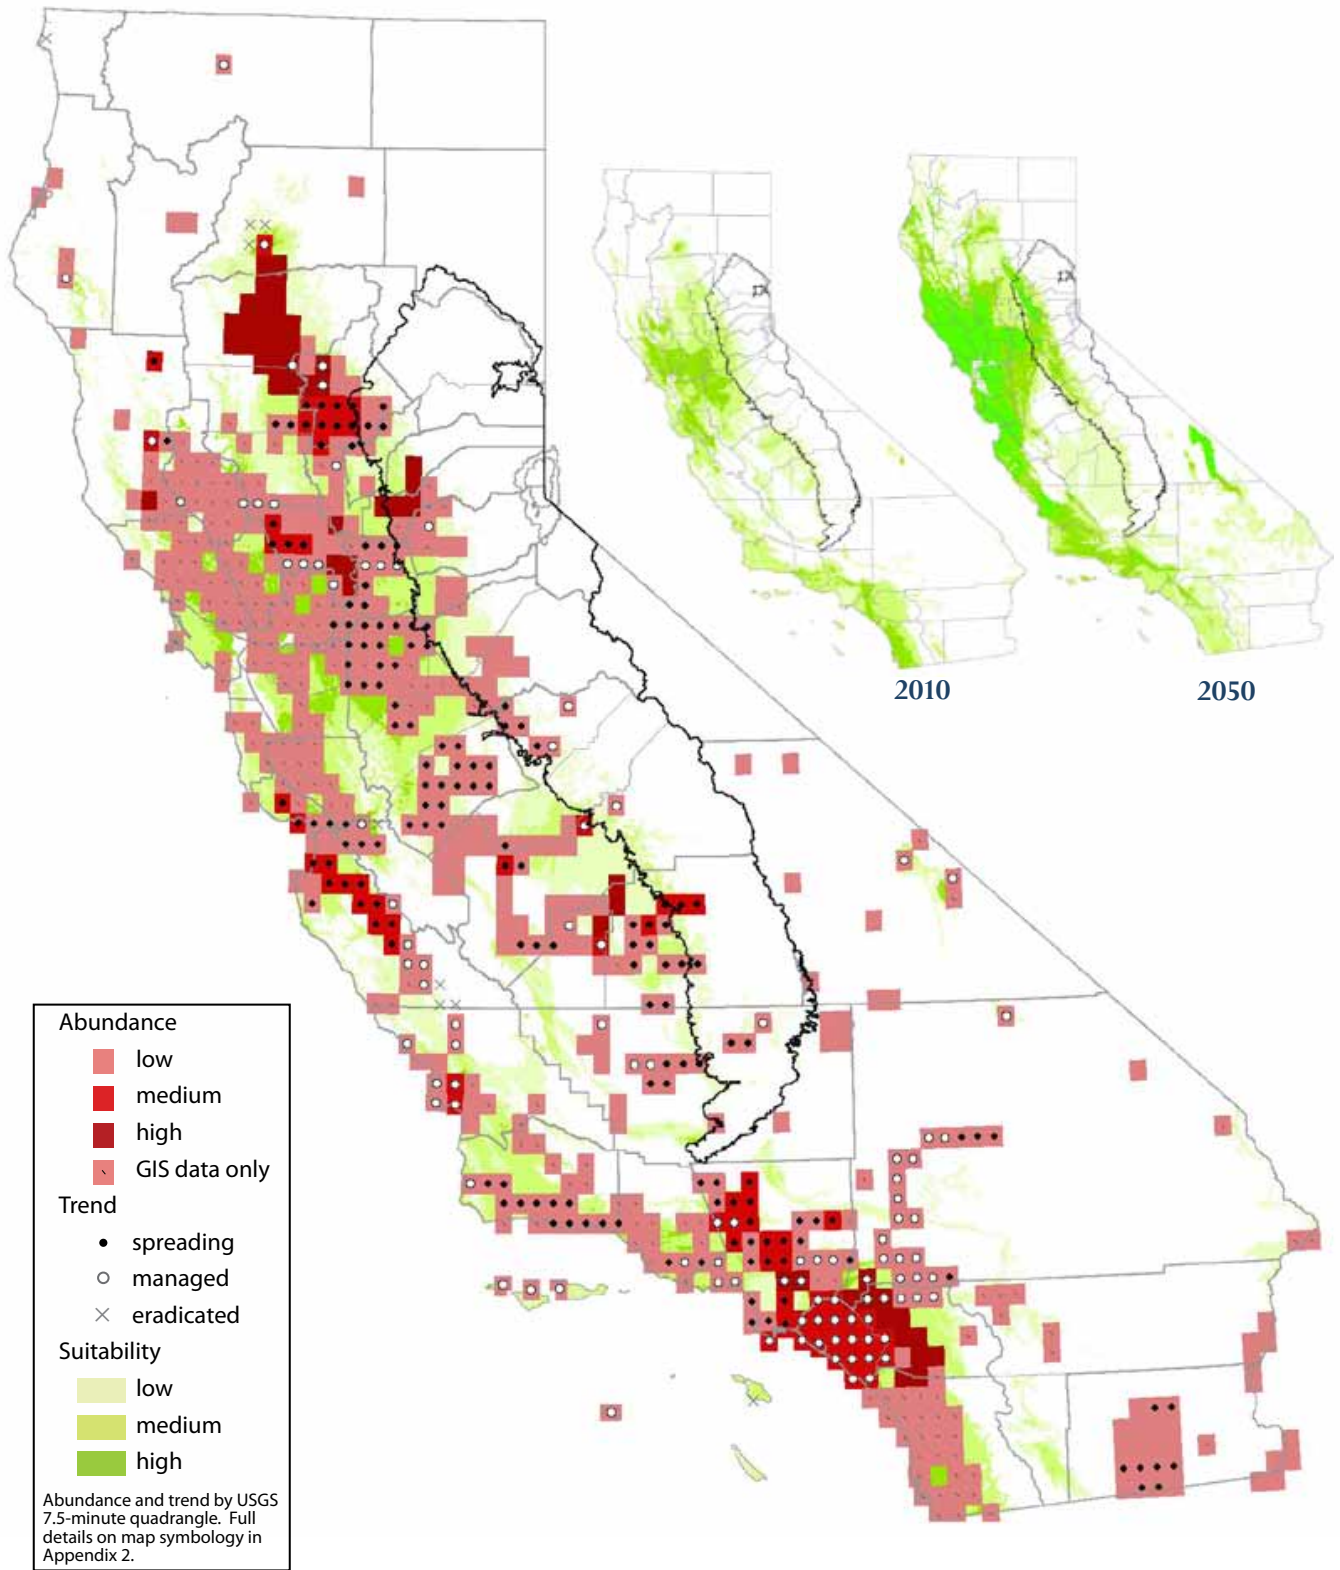 2010
2050
Abundance
low
medium
high
GIS data only
Trend
spreading
managed
eradicated
Suitability
low
medium
high
Abundance and trend by USGS
7.5-minute quadrangle. Full
details on map symbology in
Appendix 2.